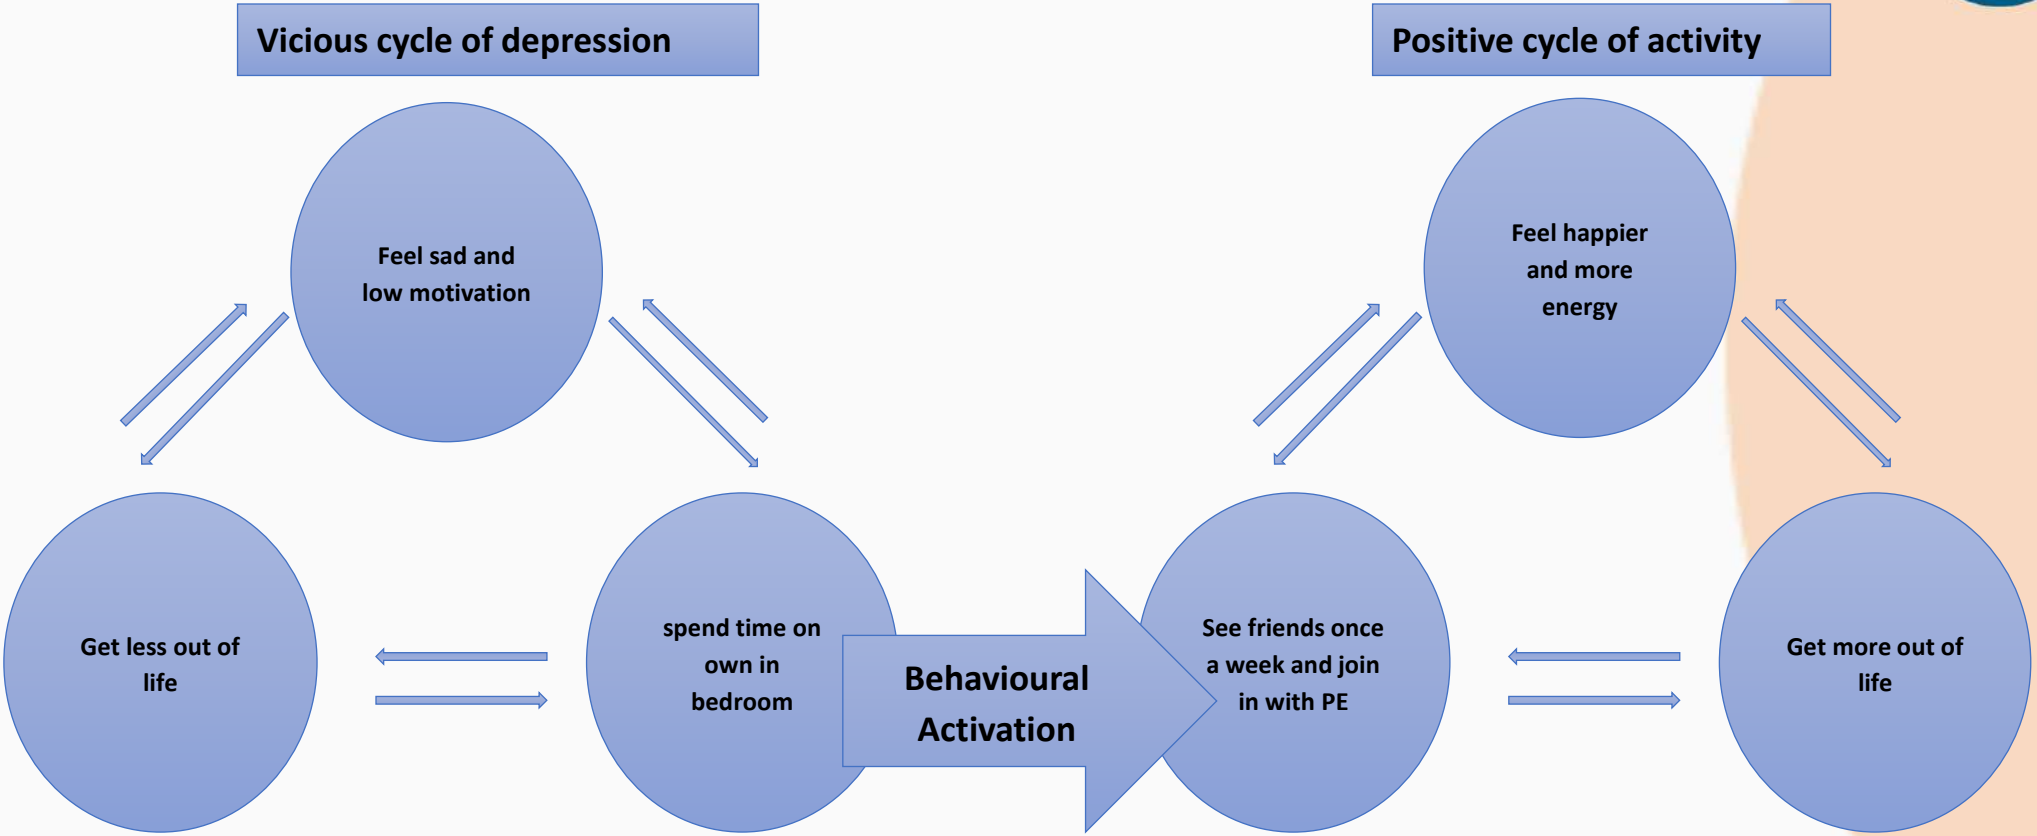 Vicious cycle of depression
Positive cycle of activity
Feel sad and
low motivation
Feel happier
and more
energy
Get less out of
life
spend time on
own in
bedroom
Behavioural
Activation
See friends once
a week and join
in with PE
Get more out of
life